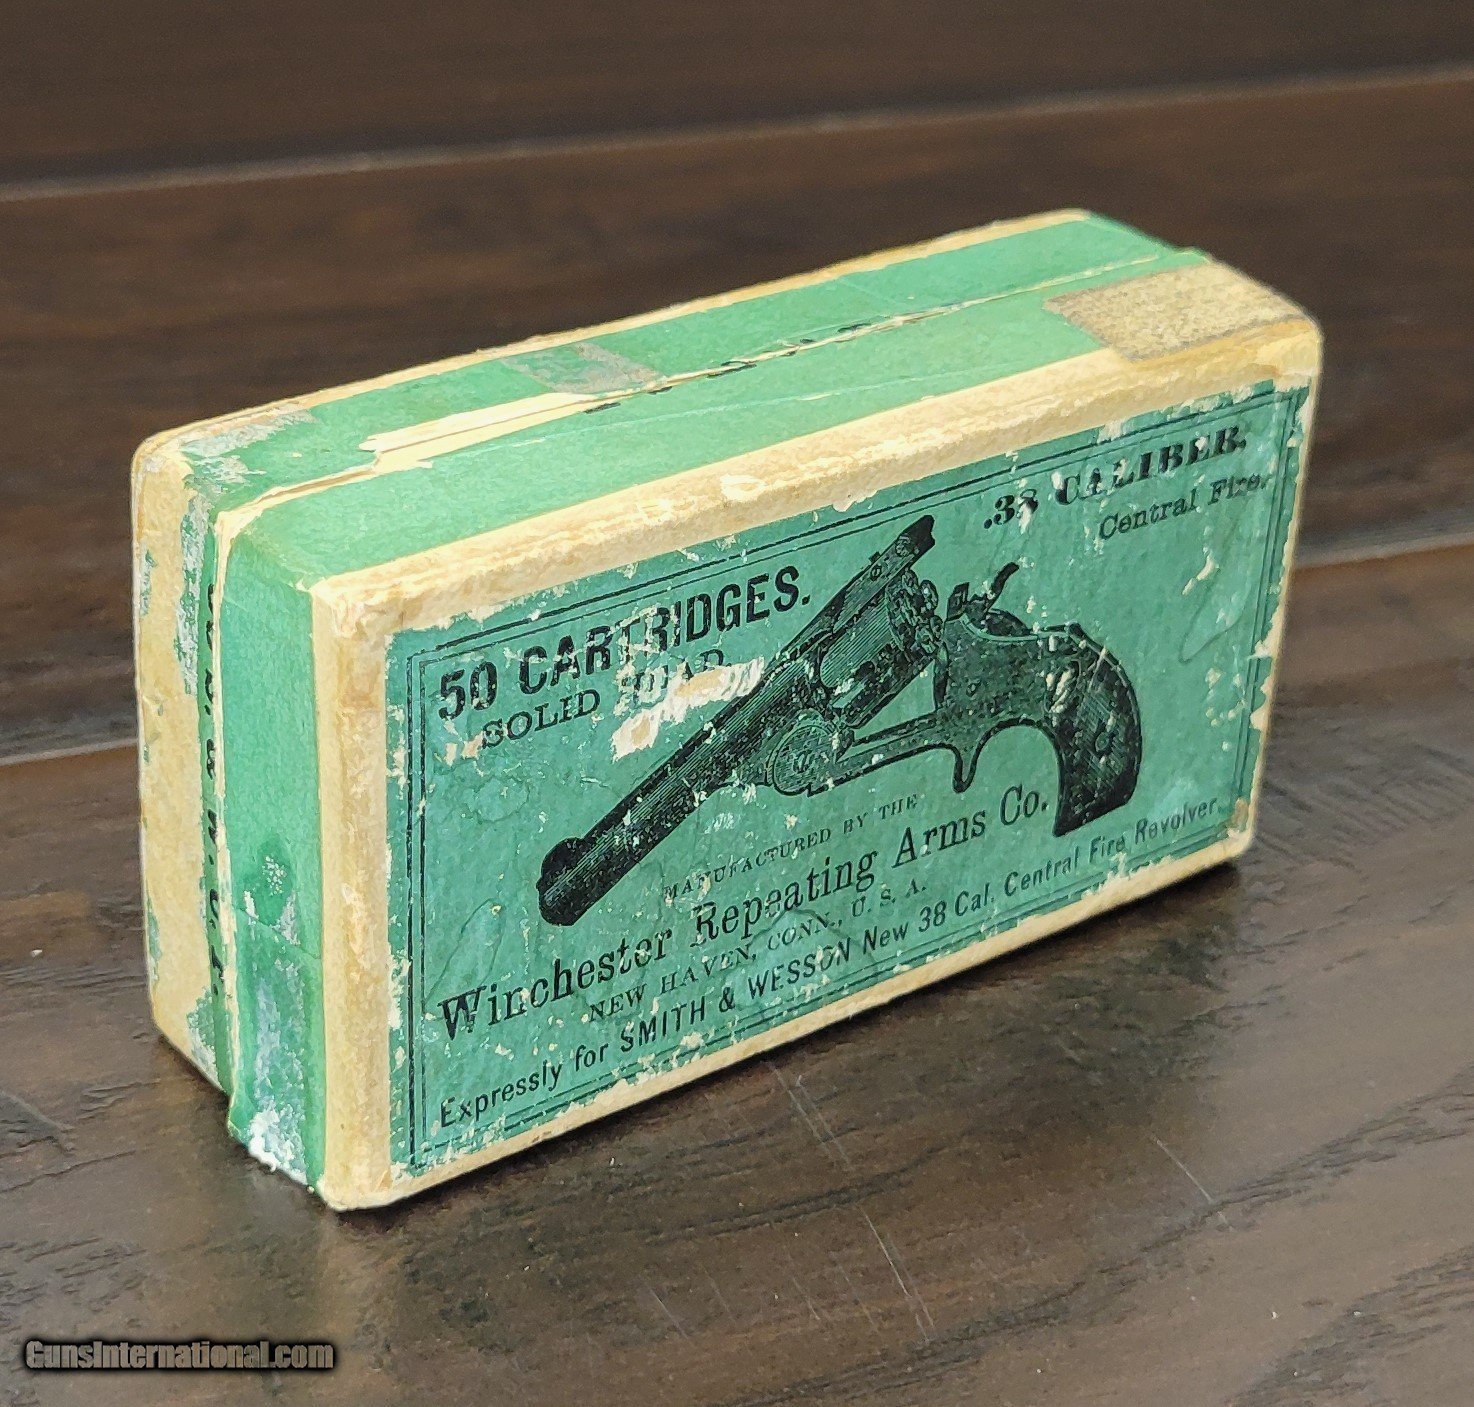 50 CARTRIDGES.
SOLID HEAD
.38 CALIBER.
Central Fire.
MANUFACTURED BY THE
Winchester Repeating Arms Co.
NEW HAVEN, CONN., U. S. A.
Expressly for SMITH & WESSON New 38 Cal. Central Fire Revolver.
GunsInternational.com